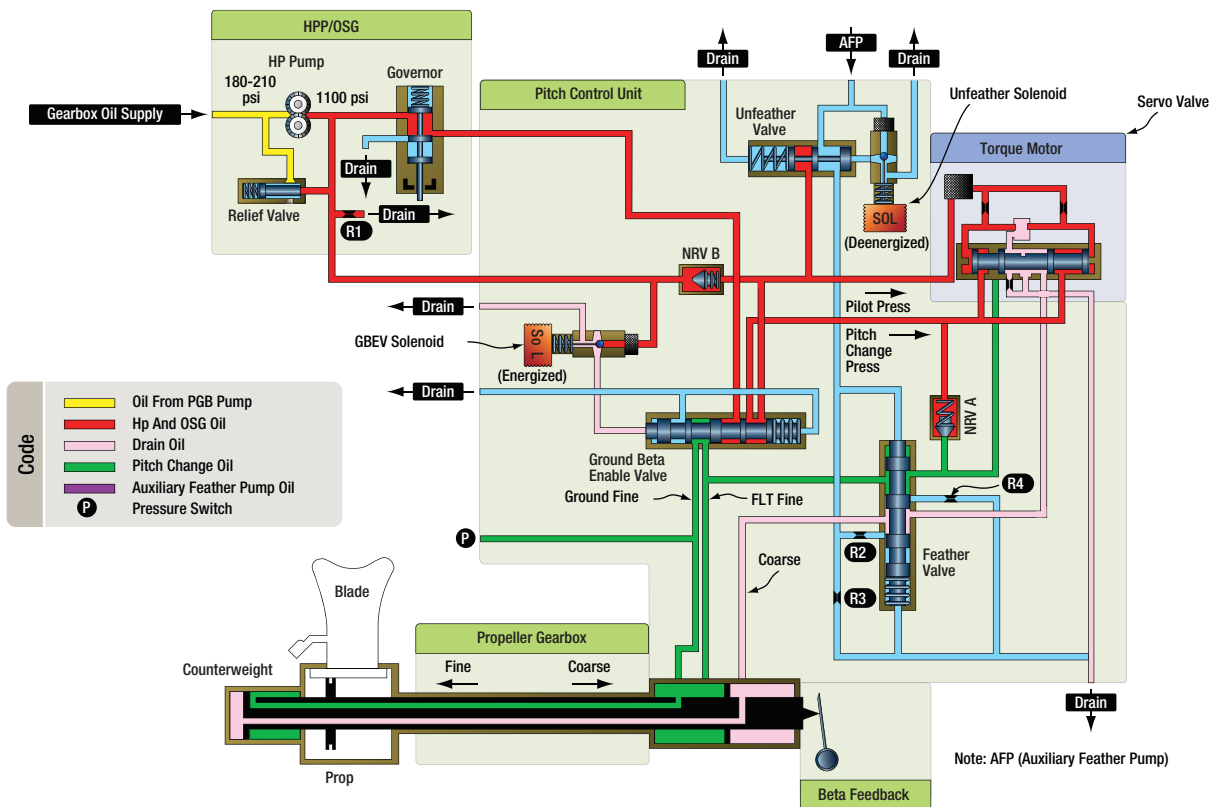 HPP/OSG
HP Pump
180-210
psi
1100 psi
Governor
Gearbox Oil Supply
Drain
Relief Valve
R1
Drain
Drain
AFP
Drain
Pitch Control Unit
Unfeather
Valve
Unfeather Solenoid
Servo Valve
Torque Motor
SOL
(Deenergized)
NRV B
Pilot Press
Pitch
Change
Press
Drain
GBEV Solenoid
So L
(Energized)
Drain
NRV A
Ground Beta
Enable Valve
Ground Fine
FLT Fine
R4
R2
R3
Feather
Valve
Coarse
P
Code
Oil From PGB Pump
Hp And OSG Oil
Drain Oil
Pitch Change Oil
Auxiliary Feather Pump Oil
P Pressure Switch
Blade
Counterweight
Propeller Gearbox
Fine
Coarse
Prop
Beta Feedback
Drain
Note: AFP (Auxiliary Feather Pump)